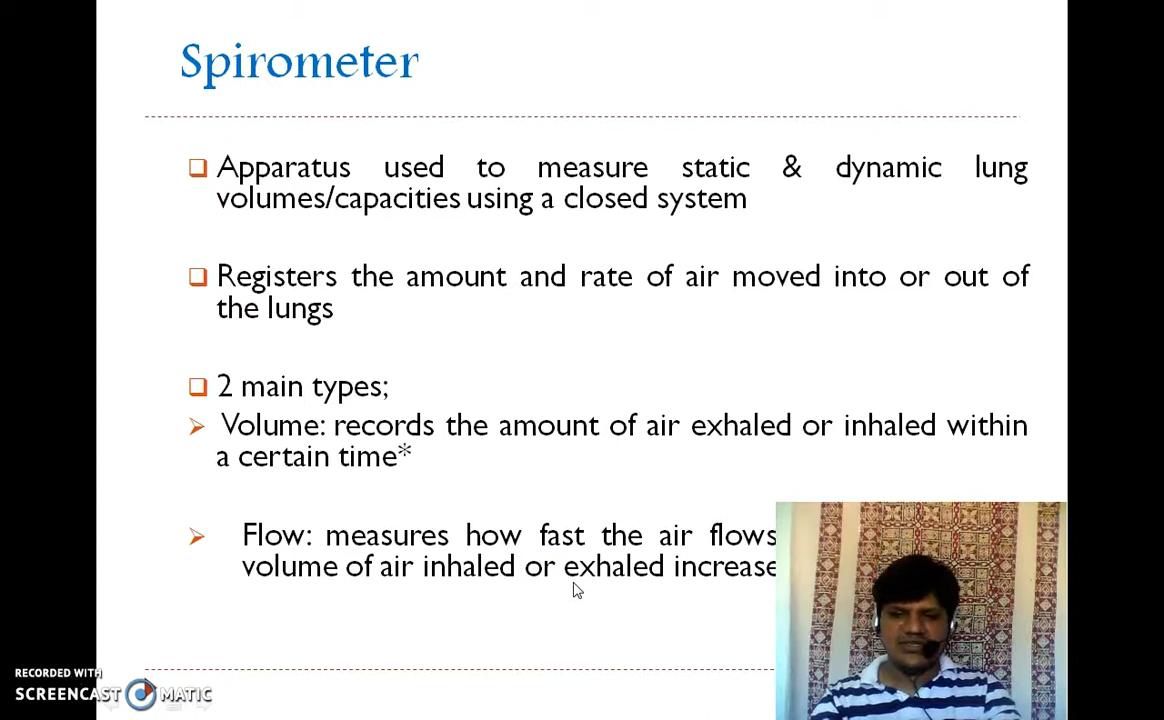 Spirometer
Apparatus used to measure static & dynamic lung
volumes/capacities using a closed system
Registers the amount and rate of air moved into or out of
the lungs
2 main types;
Volume: records the amount of air exhaled or inhaled within
a certain time*
Flow: measures how fast the air flows
volume of air inhaled or exhaled increase
RECORDED WITH
SCREENCAST MATIC